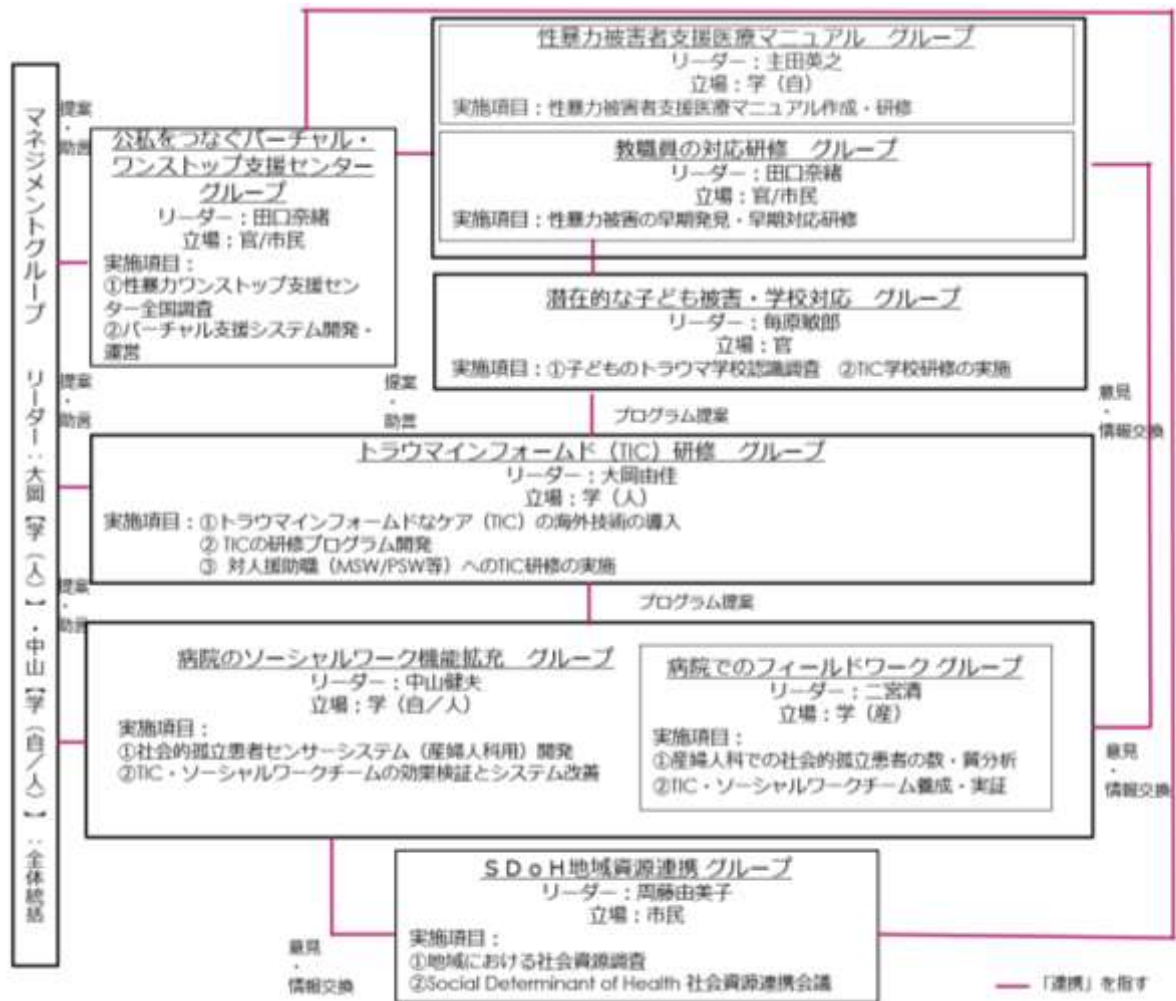 マネジメントグループ　リーダー：大岡【学（人）】・中山【学（自／人）】：全体統括
提案
・
助言
公私をつなぐバーチャル・
ワンストップ支援センター
グループ
リーダー：田口奈緒
立場：官/市民
実施項目：
①性暴力ワンストップ支援セン
ター全国調査
②バーチャル支援システム開発・
運営
性暴力被害者支援医療マニュアル　グループ
リーダー：主田英之
立場：学（自）
実施項目：性暴力被害者支援医療マニュアル作成・研修
教職員の対応研修　グループ
リーダー：田口奈緒
立場：官/市民
実施項目：性暴力被害の早期発見・早期対応研修
潜在的な子ども被害・学校対応　グループ
リーダー：毎原敏郎
立場：官
実施項目：①子どものトラウマ学校認識調査　②TIC学校研修の実施
提案
・
助言
提案
・
助言
プログラム提案
意見
・
情報交換
トラウマインフォームド（TIC）研修　グループ
リーダー：大岡由佳
立場：学（人）
実施項目：①トラウマインフォームドなケア（TIC）の海外技術の導入
② TICの研修プログラム開発
③ 対人援助職（MSW/PSW等）へのTIC研修の実施
提案
・
助言
プログラム提案
病院のソーシャルワーク機能拡充　グループ
リーダー：中山健夫
立場：学（自／人）
実施項目：
①社会的孤立患者センサーシステム（産婦人科用）開発
②TIC・ソーシャルワークチームの効果検証とシステム改善
病院でのフィールドワーク グループ
リーダー：二宮清
立場：学（産）
実施項目：
①産婦人科での社会的孤立患者の数・質分析
②TIC・ソーシャルワークチーム養成・実証
意見
・
情報交換
ＳＤｏＨ地域資源連携 グループ
リーダー：周藤由美子
立場：市民
実施項目：
①地域における社会資源調査
②Social Determinant of Health 社会資源連携会議
意見
・
情報交換
「連携」を指す